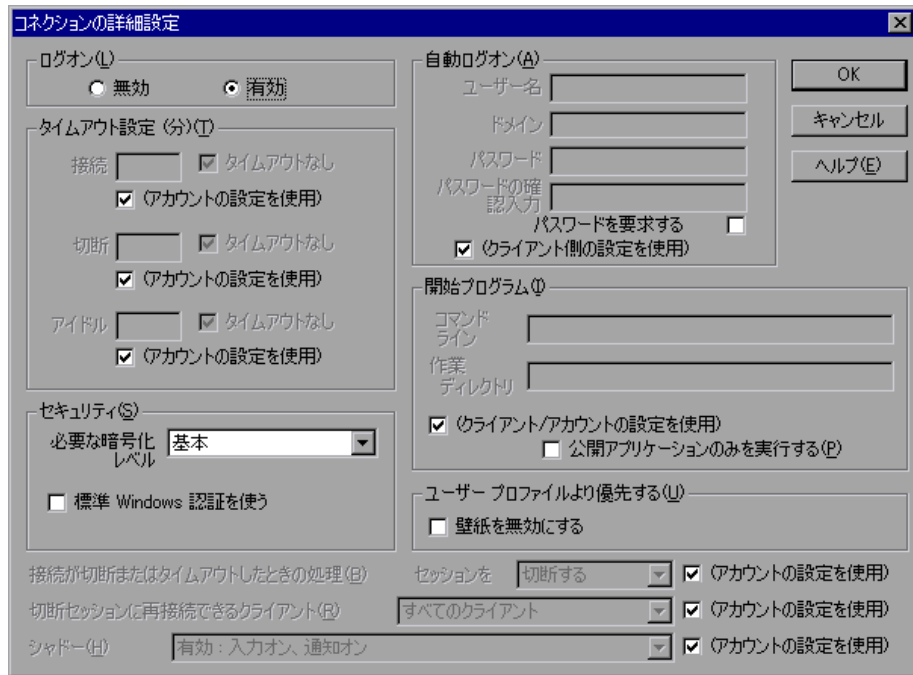 コネクションの詳細設定
ログオン(L)
無効
有効
タイムアウト設定 (分)(T)
接続
タイムアウトなし
(アカウントの設定を使用)
切断
タイムアウトなし
(アカウントの設定を使用)
アイドル
タイムアウトなし
(アカウントの設定を使用)
セキュリティ(S)
必要な暗号化
レベル
基本
標準 Windows 認証を使う
自動ログオン(A)
ユーザー名
ドメイン
パスワード
パスワードの確
認入力
パスワードを要求する
(クライアント側の設定を使用)
開始プログラム(I)
コマンド
ライン
作業
ディレクトリ
(クライアント/アカウントの設定を使用)
公開アプリケーションのみを実行する(P)
ユーザー プロファイルより優先する(U)
壁紙を無効にする
OK
キャンセル
ヘルプ(E)
接続が切断またはタイムアウトしたときの処理(B)
セッションを
切断する
(アカウントの設定を使用)
切断セッションに再接続できるクライアント(R)
すべてのクライアント
(アカウントの設定を使用)
シャドー(H)
有効 : 入力オン、通知オン
(アカウントの設定を使用)